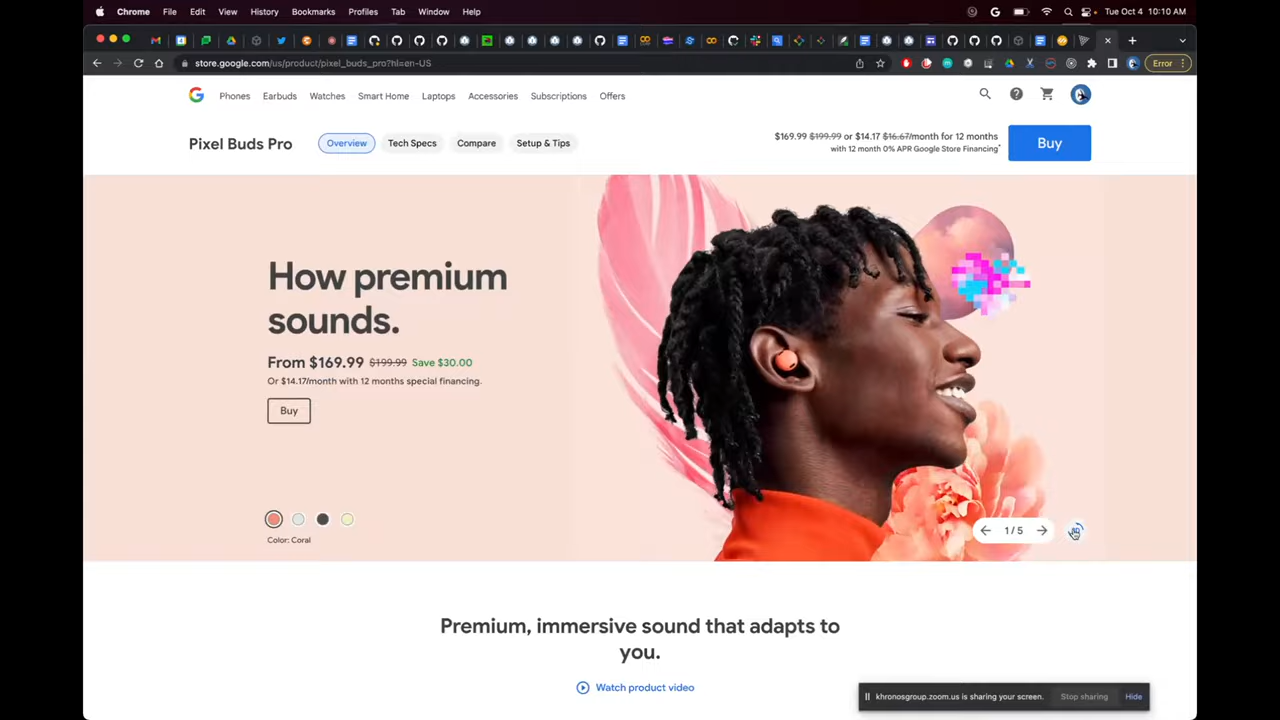 Chrome File Edit View History Bookmarks Profiles Tab Window Help
Tue Oct 4 10:10 AM
store.google.com/us/product/pixel_buds_pro?hl=en-US
Error
Phones Earbuds Watches Smart Home Laptops Accessories Subscriptions Offers
Pixel Buds Pro Overview Tech Specs Compare Setup & Tips
$169.99 $199.99 or $14.17 $16.67/month for 12 months
with 12 month 0% APR Google Store Financing*
Buy
How premium
sounds.
From $169.99 $199.99 Save $30.00
Or $14.17/month with 12 months special financing.
Buy
Color: Coral
1 / 5
Premium, immersive sound that adapts to
you.
Watch product video
khronosgroup.zoom.us is sharing your screen. Stop sharing Hide